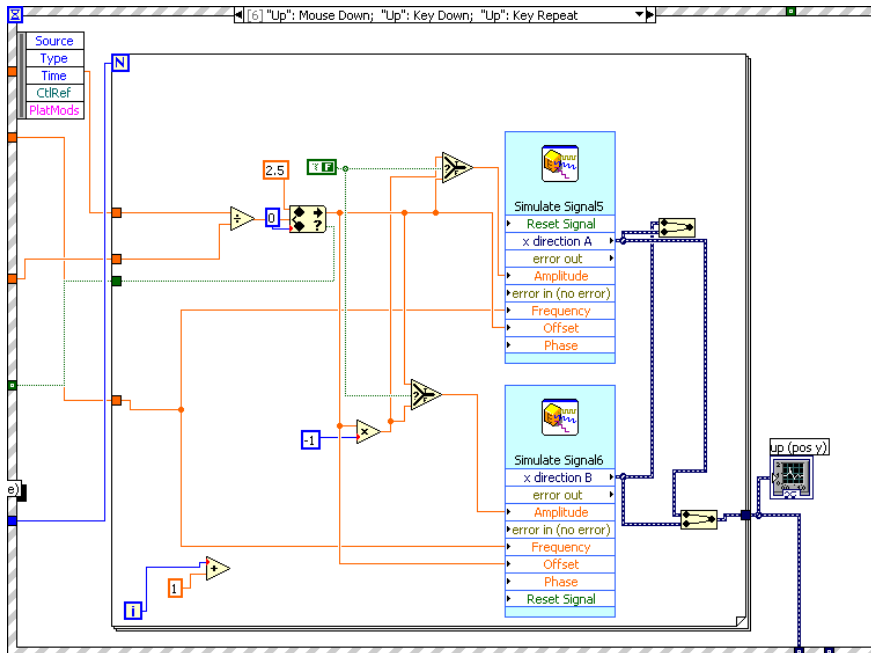 [6] "Up": Mouse Down; "Up": Key Down; "Up": Key Repeat
Source
Type
Time
CtlRef
PlatMods
N
2.5
F
0
÷
?
?
Simulate Signal5
Reset Signal
x direction A
error out
Amplitude
error in (no error)
Frequency
Offset
Phase
?
-1
x
Simulate Signal6
x direction B
error out
Amplitude
error in (no error)
Frequency
Offset
Phase
Reset Signal
up (pos y)
e)
+
1
i